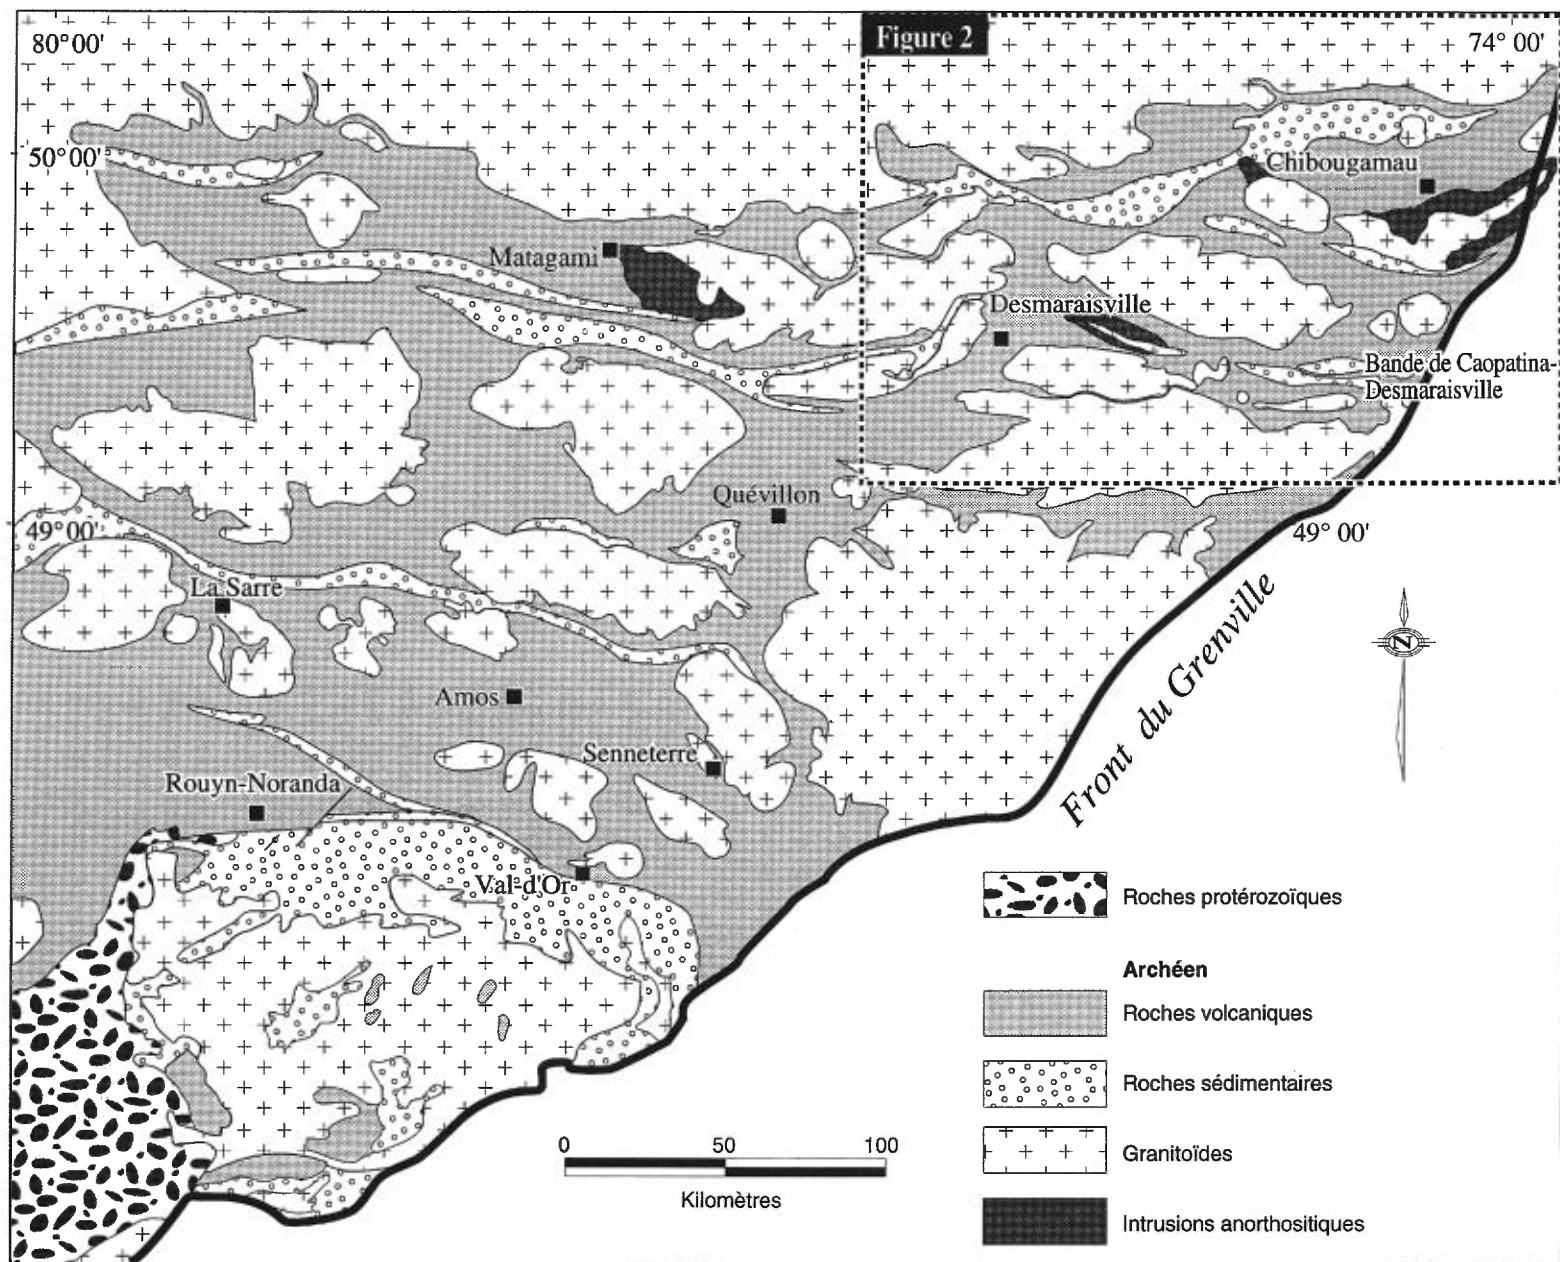 Figure 2
80°00'
74° 00'
50°00'
Chibougamau
Matagami
Desmaraisville
Bande de Caopatina-
Desmaraisville
Quévillon
49°00'
49° 00'
La Sarre
N
Front du Grenville
Amos
Senneterre
Rouyn-Noranda
Val-d'Or
Roches protérozoïques
Archéen
Roches volcaniques
Roches sédimentaires
Granitoïdes
Intrusions anorthositiques
0 50 100
Kilomètres